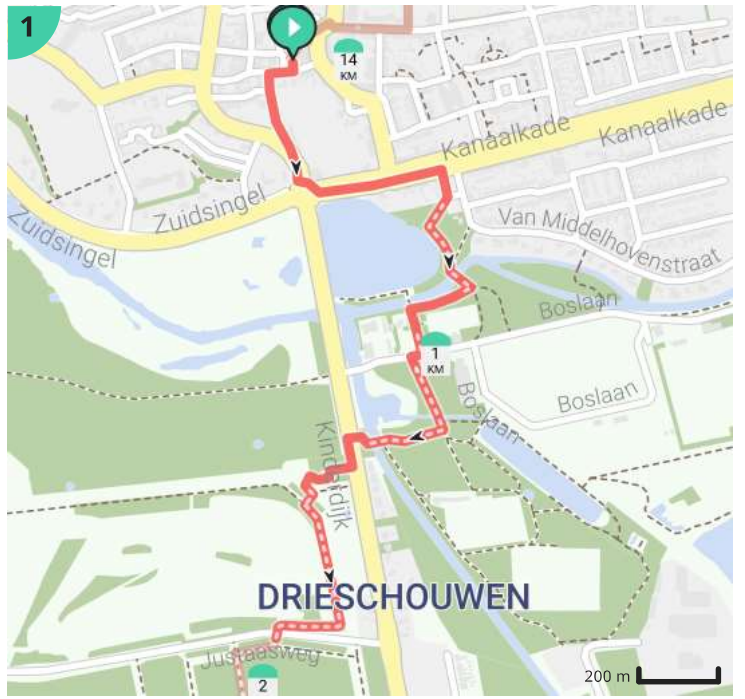 1
14
KM
Kanaalkade
Kanaalkade
Zuidsingel
Zuidsingel
Van Middelhovenstraat
Boslaan
1
KM
Boslaan
Boslaan
Kinderdijk
DRIESCHOUWEN
Justaasweg
2
200 m